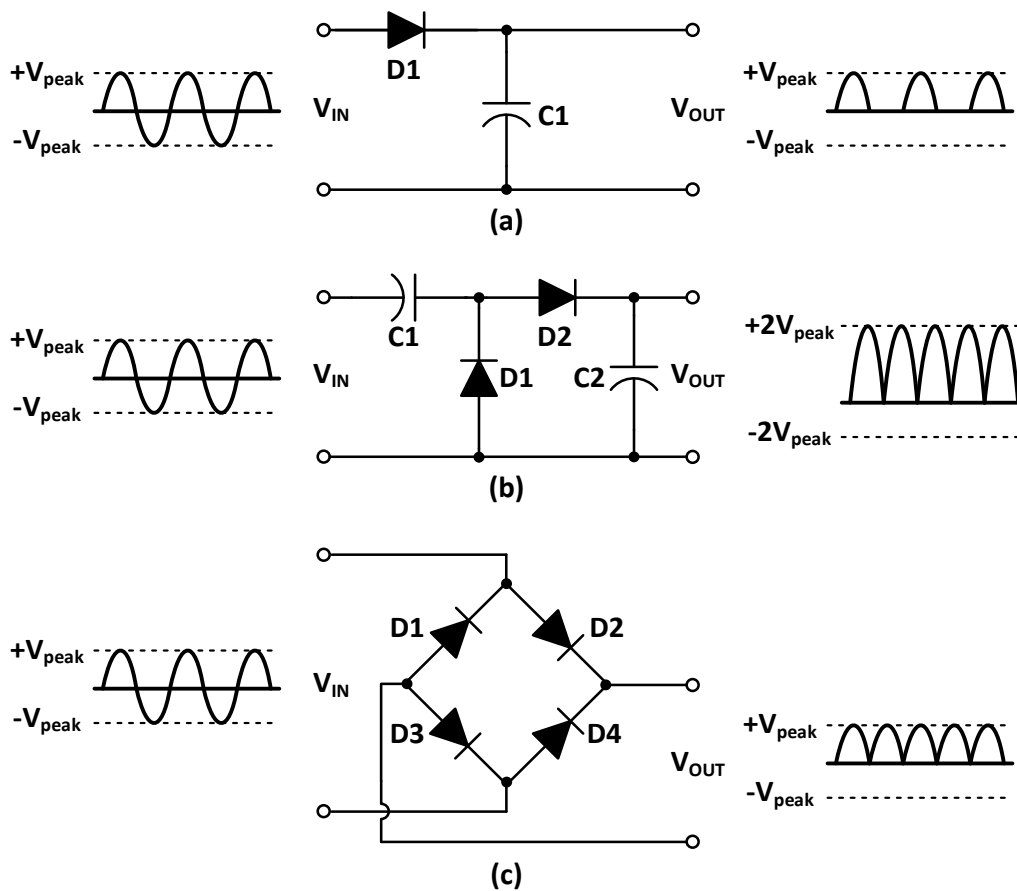 +Vpeak
-Vpeak
VIN
D1
C1
VOUT
+Vpeak
-Vpeak
(a)
+Vpeak
-Vpeak
VIN
C1
D1
D2
C2
VOUT
+2Vpeak
-2Vpeak
(b)
+Vpeak
-Vpeak
VIN
D1
D2
D3
D4
VOUT
+Vpeak
-Vpeak
(c)